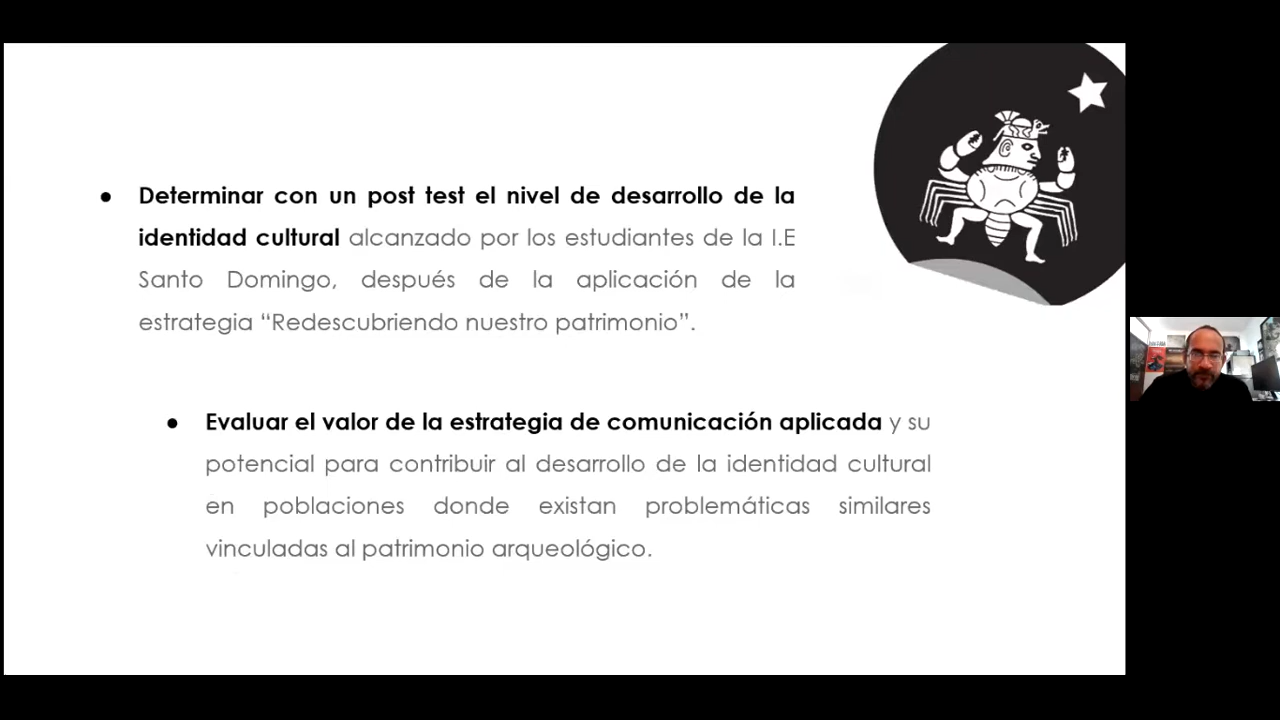 ● Determinar con un post test el nivel de desarrollo de la
identidad cultural alcanzado por los estudiantes de la I.E
Santo Domingo, después de la aplicación de la
estrategia “Redescubriendo nuestro patrimonio”.
● Evaluar el valor de la estrategia de comunicación aplicada y su
potencial para contribuir al desarrollo de la identidad cultural
en poblaciones donde existan problemáticas similares
vinculadas al patrimonio arqueológico.